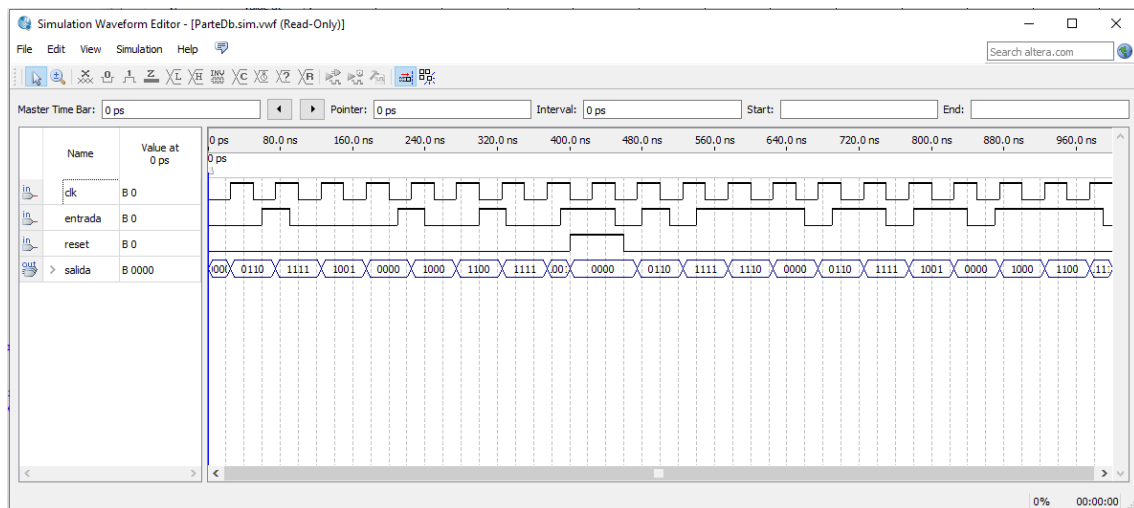 Simulation Waveform Editor - [ParteDb.sim.vwf (Read-Only)]
File Edit View Simulation Help
Search altera.com
Master Time Bar: 0 ps Pointer: 0 ps Interval: 0 ps Start: End:
Name Value at 0 ps
0 ps 80.0 ns 160.0 ns 240.0 ns 320.0 ns 400.0 ns 480.0 ns 560.0 ns 640.0 ns 720.0 ns 800.0 ns 880.0 ns 960.0 ns
0 ps
in clk B 0
in entrada B 0
in reset B 0
out > salida B 0000 0110 1111 1001 0000 1000 1100 1111 0000 0110 1111 1110 0000 0110 1111 1001 0000 1000 1100
0% 00:00:00